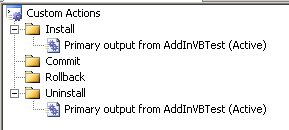 Custom Actions
Install
Primary output from AddInVBTest (Active)
Commit
Rollback
Uninstall
Primary output from AddInVBTest (Active)